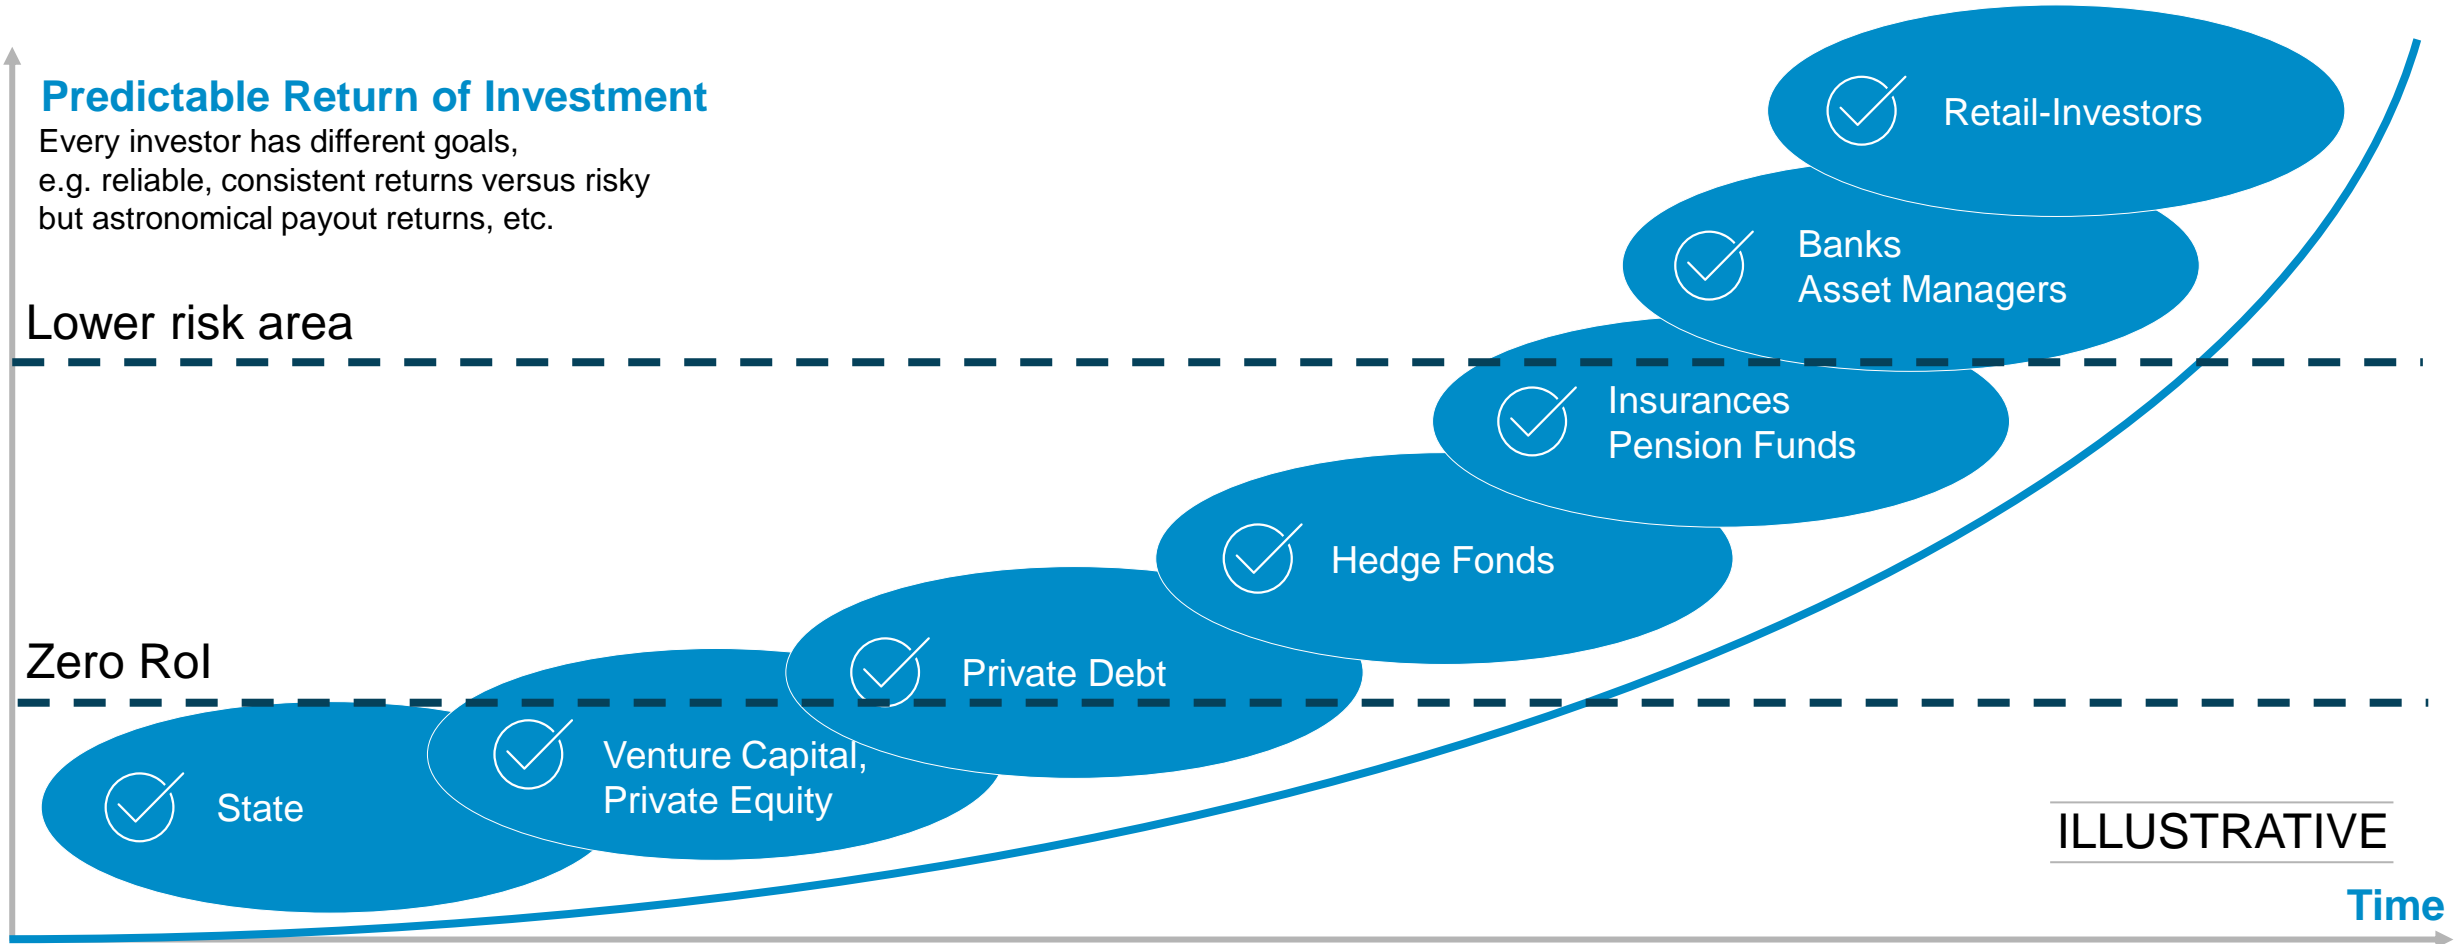 Predictable Return of Investment
Every investor has different goals,
e.g. reliable, consistent returns versus risky
but astronomical payout returns, etc.
Retail-Investors
Banks
Asset Managers
Lower risk area
Insurances
Pension Funds
Hedge Fonds
Zero RoI
Private Debt
Venture Capital,
Private Equity
State
ILLUSTRATIVE
Time